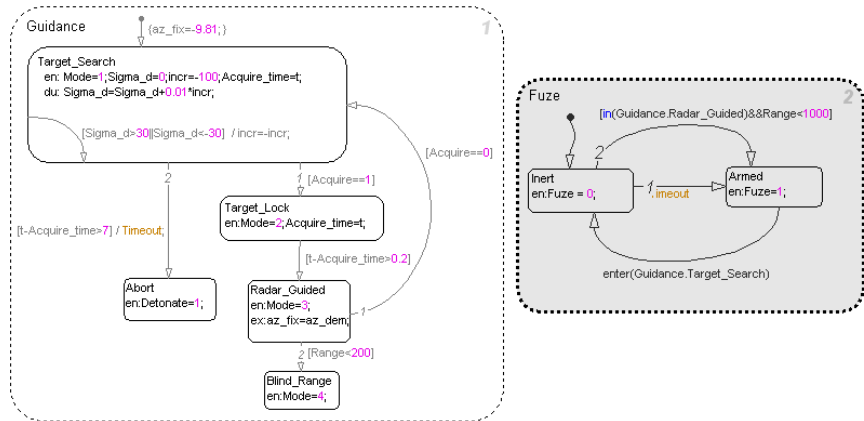 Guidance
1
{az_fix=-9.81;}
Target_Search
en: Mode=1;Sigma_d=0;incr=-100;Acquire_time=t;
du: Sigma_d=Sigma_d+0.01*incr;
[Sigma_d>30||Sigma_d<-30] / incr=-incr;
2
1
[Acquire==1]
[Acquire==0]
Target_Lock
en:Mode=2;Acquire_time=t;
[t-Acquire_time>7] / Timeout;
[t-Acquire_time>0.2]
Abort
en:Detonate=1;
Radar_Guided
en:Mode=3;
ex:az_fix=az_dem;
1
2
[Range<200]
Blind_Range
en:Mode=4;
Fuze
2
[in(Guidance.Radar_Guided)&&Range<1000]
2
Inert
en:Fuze = 0;
1
.imeout
Armed
en:Fuze=1;
enter(Guidance.Target_Search)